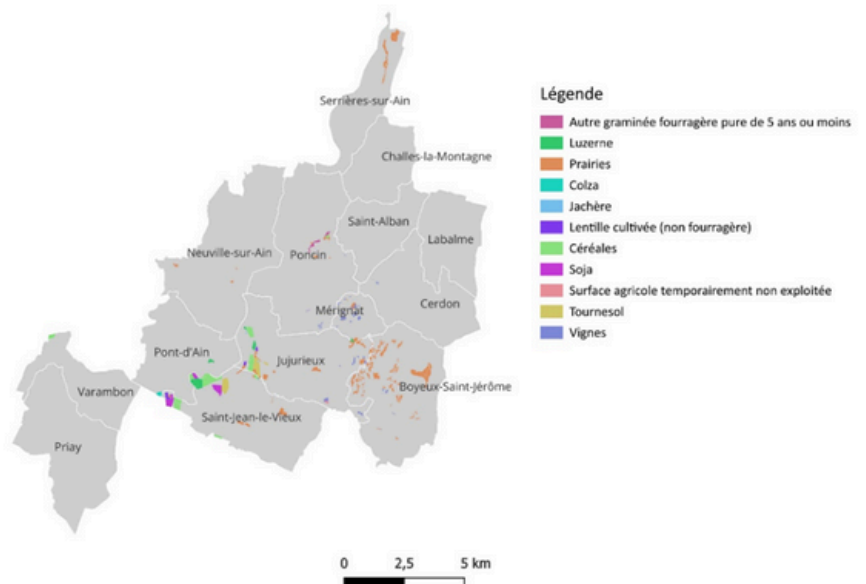 Serrières-sur-Ain
Challes-la-Montagne
Saint-Alban
Labalme
Neuville-sur-Ain
Poncin
Cerdon
Mérignat
Pont-d'Ain
Jujurieux
Boyeux-Saint-Jérôme
Varambon
Saint-Jean-le-Vieux
Priay
Légende
Autre graminée fourragère pure de 5 ans ou moins
Luzerne
Prairies
Colza
Jachère
Lentille cultivée (non fourragère)
Céréales
Soja
Surface agricole temporairement non exploitée
Tournesol
Vignes
0 2,5 5 km